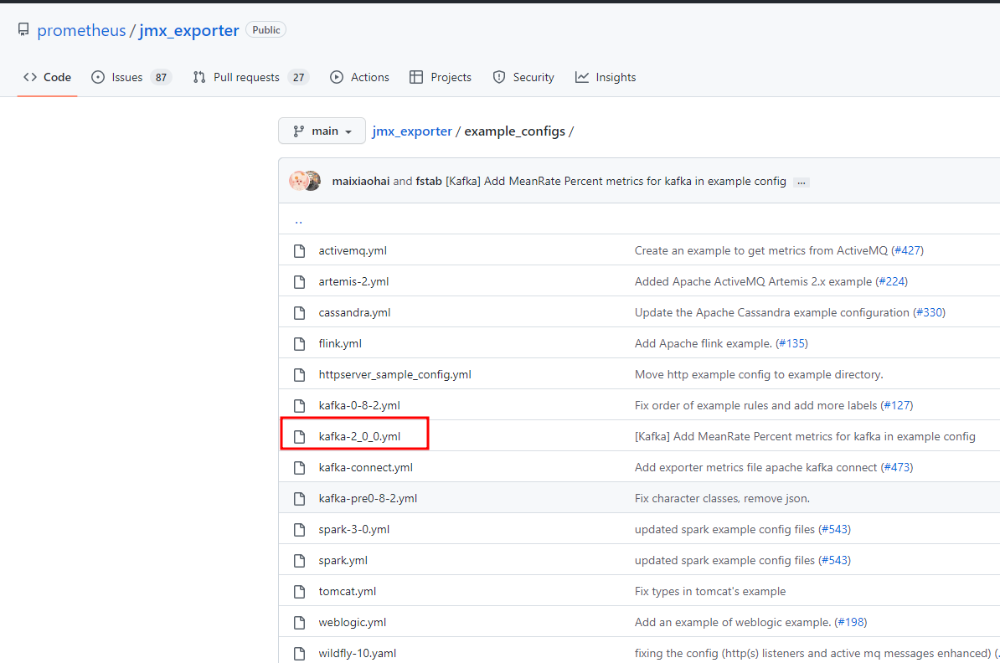 prometheus / jmx_exporter Public
Code Issues 87 Pull requests 27 Actions Projects Security Insights
main jmx_exporter / example_configs /
maixiaohai and fstab [Kafka] Add MeanRate Percent metrics for kafka in example config ...
..
activemq.yml Create an example to get metrics from ActiveMQ (#427)
artemis-2.yml Added Apache ActiveMQ Artemis 2.x example (#224)
cassandra.yml Update the Apache Cassandra example configuration (#330)
flink.yml Add Apache flink example. (#135)
httpserver_sample_config.yml Move http example config to example directory.
kafka-0-8-2.yml Fix order of example rules and add more labels (#127)
kafka-2_0_0.yml [Kafka] Add MeanRate Percent metrics for kafka in example config
kafka-connect.yml Add exporter metrics file apache kafka connect (#473)
kafka-pre0-8-2.yml Fix character classes, remove json.
spark-3-0.yml updated spark example config files (#543)
spark.yml updated spark example config files (#543)
tomcat.yml Fix types in tomcat's example
weblogic.yml Add an example of weblogic example. (#198)
wildfly-10.yaml fixing the config (http(s) listeners and active mq messages enhanced) (.